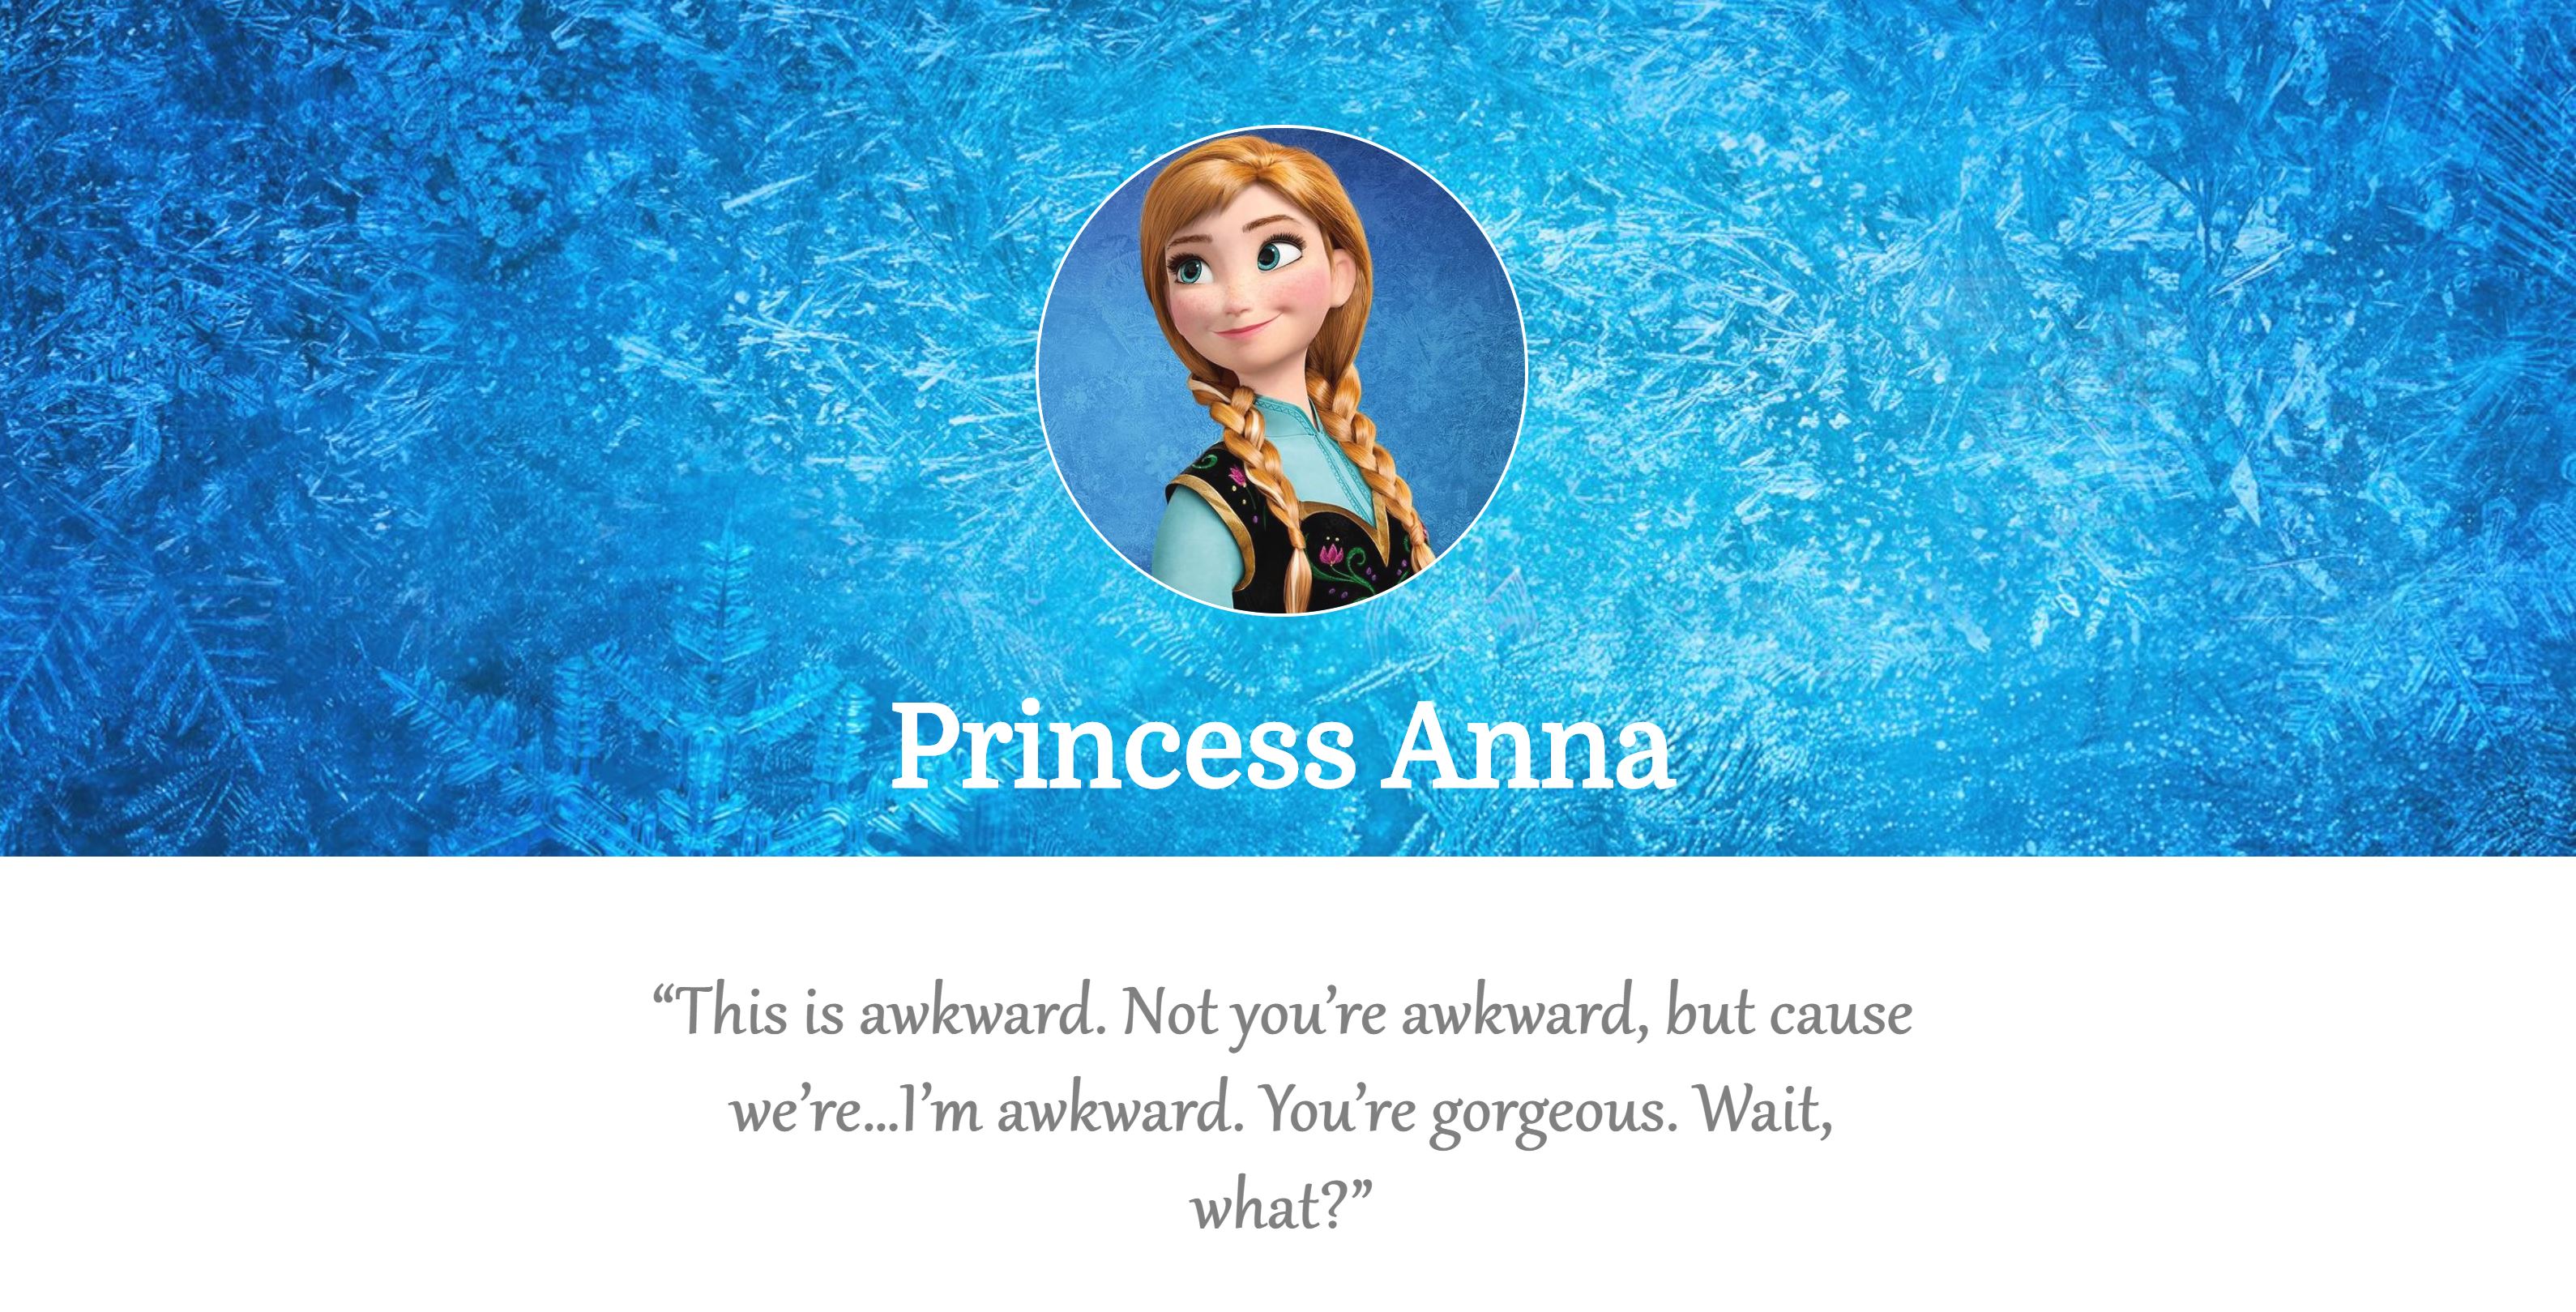 Princess Anna
“This is awkward. Not you’re awkward, but cause
we’re...I’m awkward. You’re gorgeous. Wait,
what?”